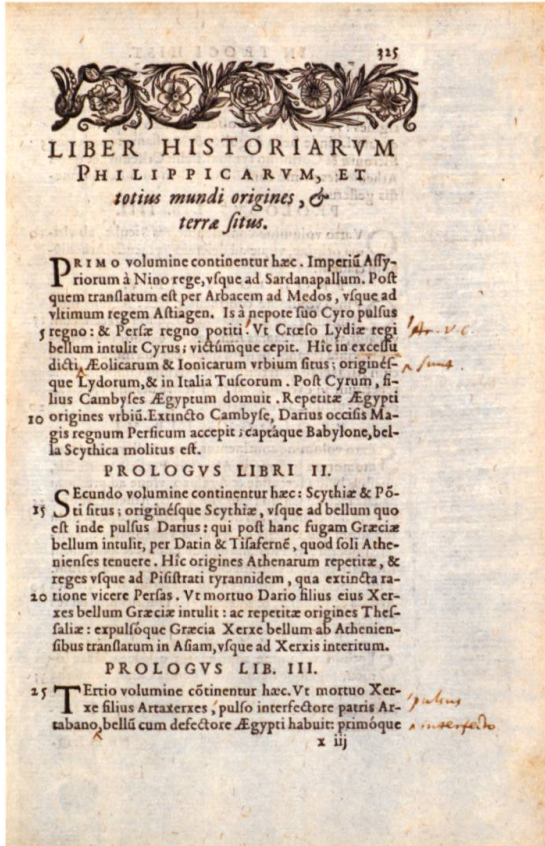 325
LIBER HISTORIARVM
PHILIPPICARVM, ET
totius mundi origines, &
terræ ſitus.
PRIMO volumine continentur hæc. Imperiũ Aſſy-
riorum à Nino rege, vſque ad Sardanapallum. Poſt
quem tranſlatum eſt per Arbacem ad Medos, vſque ad
vltimum regem Aſtiagen. Is à nepote ſuo Cyro pulſus
5 regno: & Perſæ regno potiti. Vt Crœſo Lydiæ regi
bellum intulit Cyrus; victúmque cepit. Hîc in exceſſu
dicti, Æolicarum & Ionicarum vrbium ſitus; originéſ- sunt
que Lydorum, & in Italia Tuſcorum. Poſt Cyrum, fi-
lius Cambyſes Ægyptum domuit. Repetitæ Ægypti
10 origines vrbiũ. Extincto Cambyſe, Darius occiſis Ma-
gis regnum Perſicum accepit; captáque Babylone, bel-
la Scythica molitus eſt.
PROLOGVS LIBRI II.
SEcundo volumine continentur hæc: Scythiæ & Põ-
15 ti ſitus; originéſque Scythiæ, vſque ad bellum quo
eſt inde pulſus Darius: qui poſt hanc fugam Græciæ
bellum intulit, per Datin & Tiſafernẽ, quod ſoli Athe-
nienſes tenuere. Hîc origines Athenarum repetitæ, &
reges vſque ad Piſiſtrati tyrannidem, qua extincta ra-
20 tione vicere Perſas. Vt mortuo Dario filius eius Xer-
xes bellum Græciæ intulit: ac repetitæ origines Theſ-
ſaliæ: expulſóque Græcia Xerxe bellum ab Athenien-
ſibus tranſlatum in Aſiam, vſque ad Xerxis interitum.
PROLOGVS LIB. III.
25 TErtio volumine cõtinentur hæc. Vt mortuo Xer-
xe filius Artaxerxes, pulſo interfectore patris Ar-
tabano, bellũ cum defectore Ægypti habuit: primóque interfecto
x iij